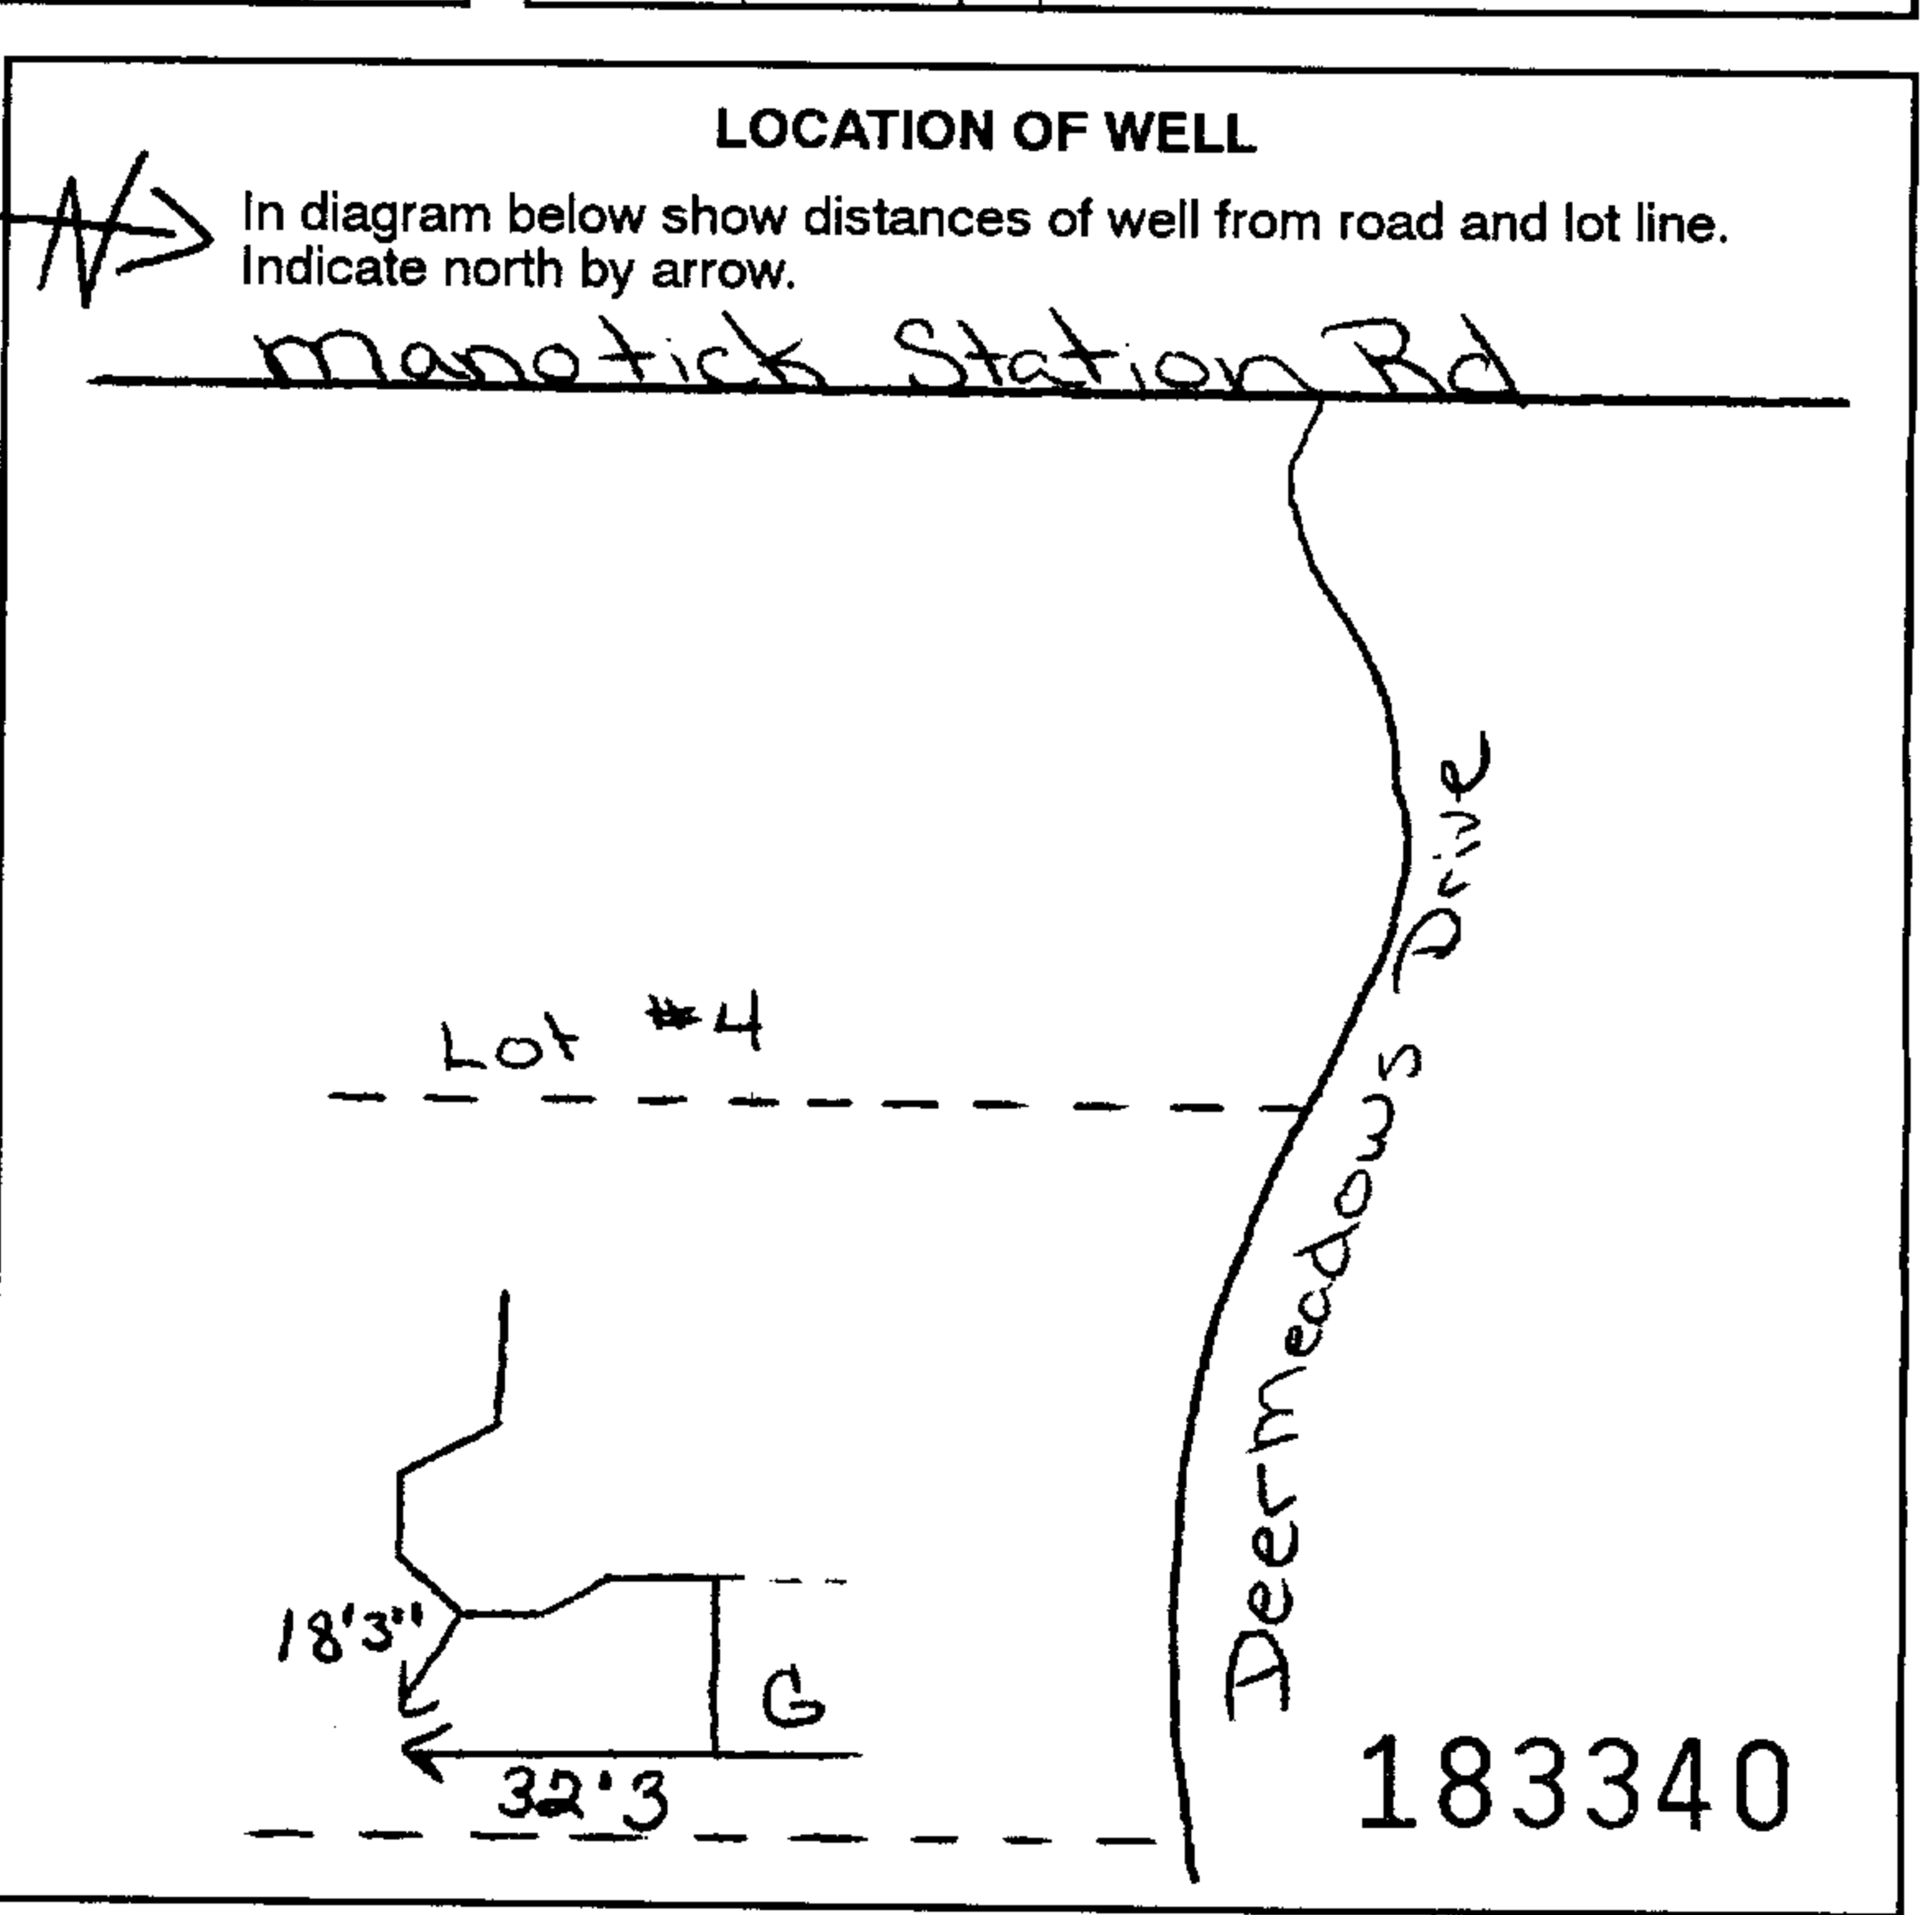 LOCATION OF WELL
N
In diagram below show distances of well from road and lot line.
Indicate north by arrow.
Manotick Station Rd
Deermeadows Drive
Lot #4
18'3"
G
32'3
183340